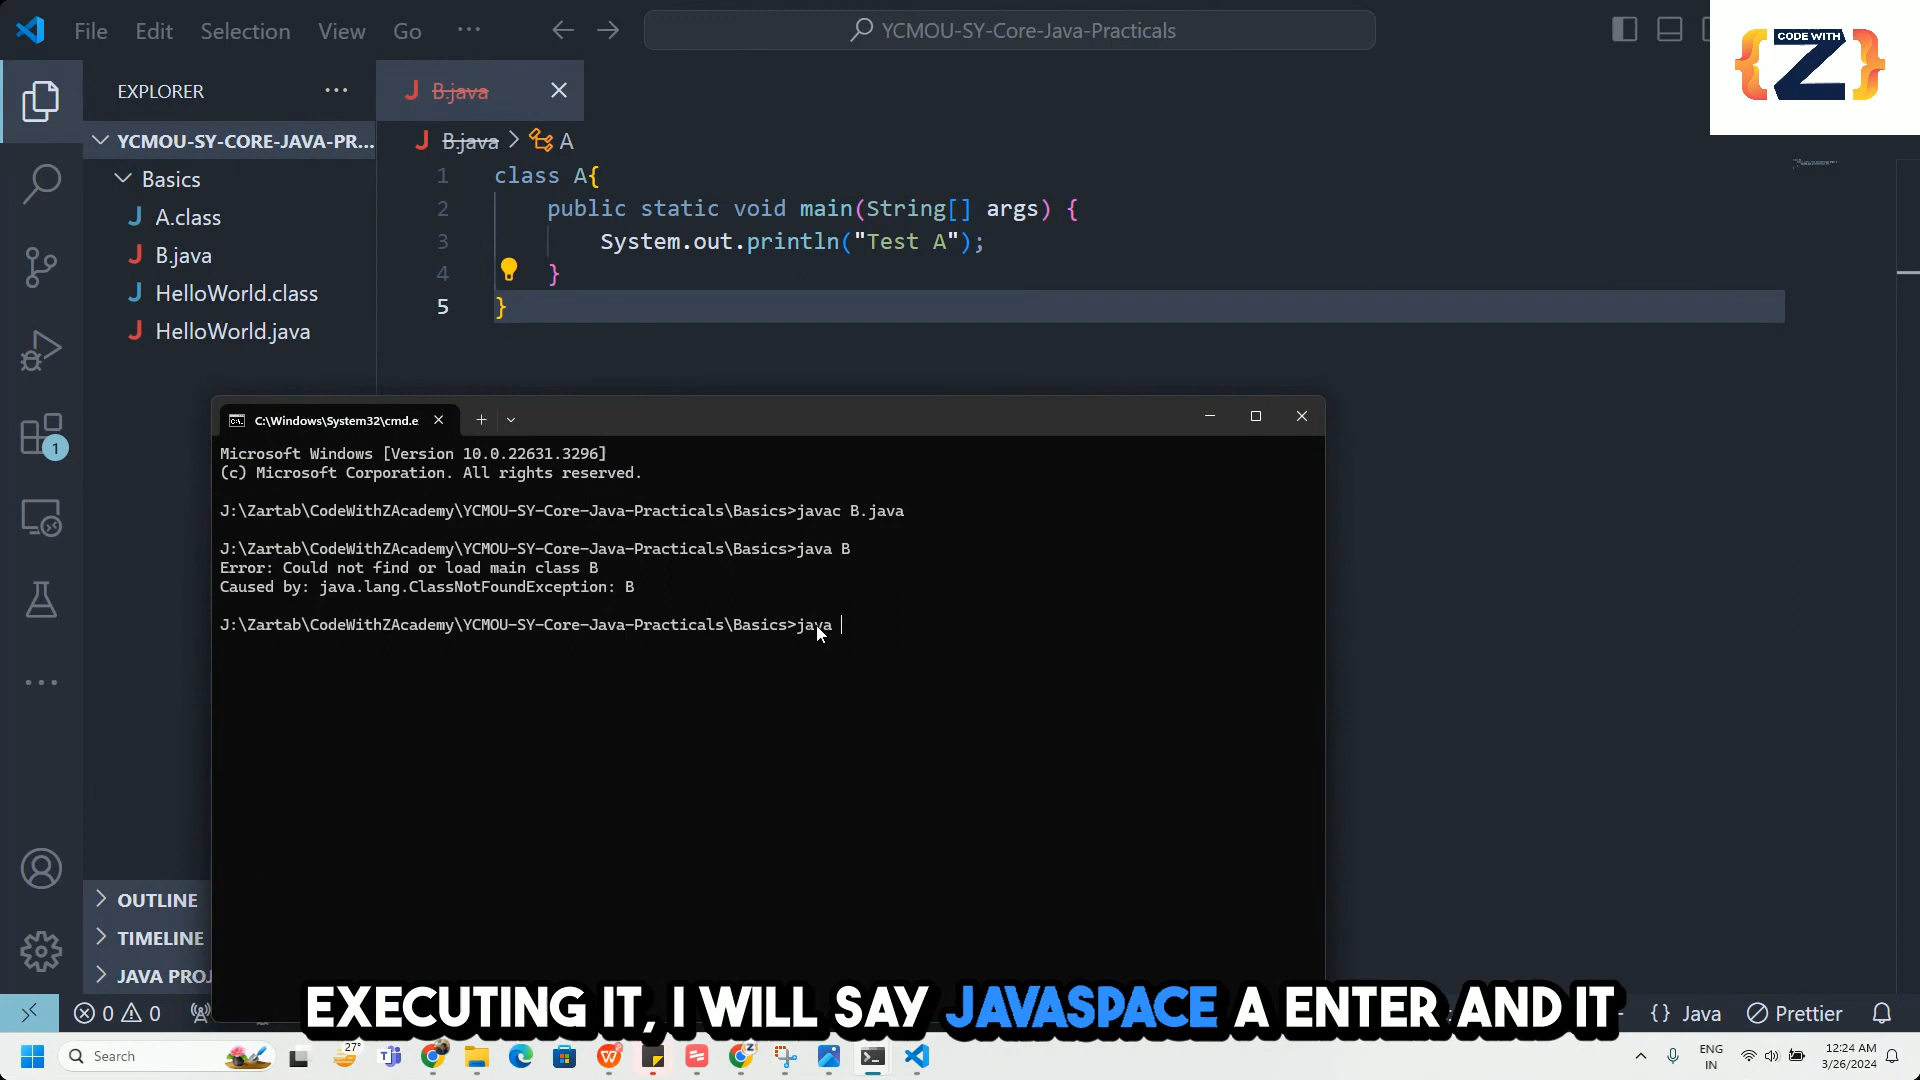 File Edit Selection View Go ...
YCMOU-SY-Core-Java-Practicals
CODE WITH
Z
EXPLORER
B.java
YCMOU-SY-CORE-JAVA-PR...
B.java > A
Basics
A.class
B.java
HelloWorld.class
HelloWorld.java
1 class A{
2 public static void main(String[] args) {
3 System.out.println("Test A");
4 }
5 }
C:\Windows\System32\cmd.e
Microsoft Windows [Version 10.0.22631.3296]
(c) Microsoft Corporation. All rights reserved.
J:\Zartab\CodeWithZAcademy\YCMOU-SY-Core-Java-Practicals\Basics>javac B.java
J:\Zartab\CodeWithZAcademy\YCMOU-SY-Core-Java-Practicals\Basics>java B
Error: Could not find or load main class B
Caused by: java.lang.ClassNotFoundException: B
J:\Zartab\CodeWithZAcademy\YCMOU-SY-Core-Java-Practicals\Basics>java
1
OUTLINE
TIMELINE
JAVA PROJ
EXECUTING IT, I WILL SAY JAVASPACE A ENTER AND IT
0 0
{ } Java Prettier
Search
27°
ENG
IN
12:24 AM
3/26/2024